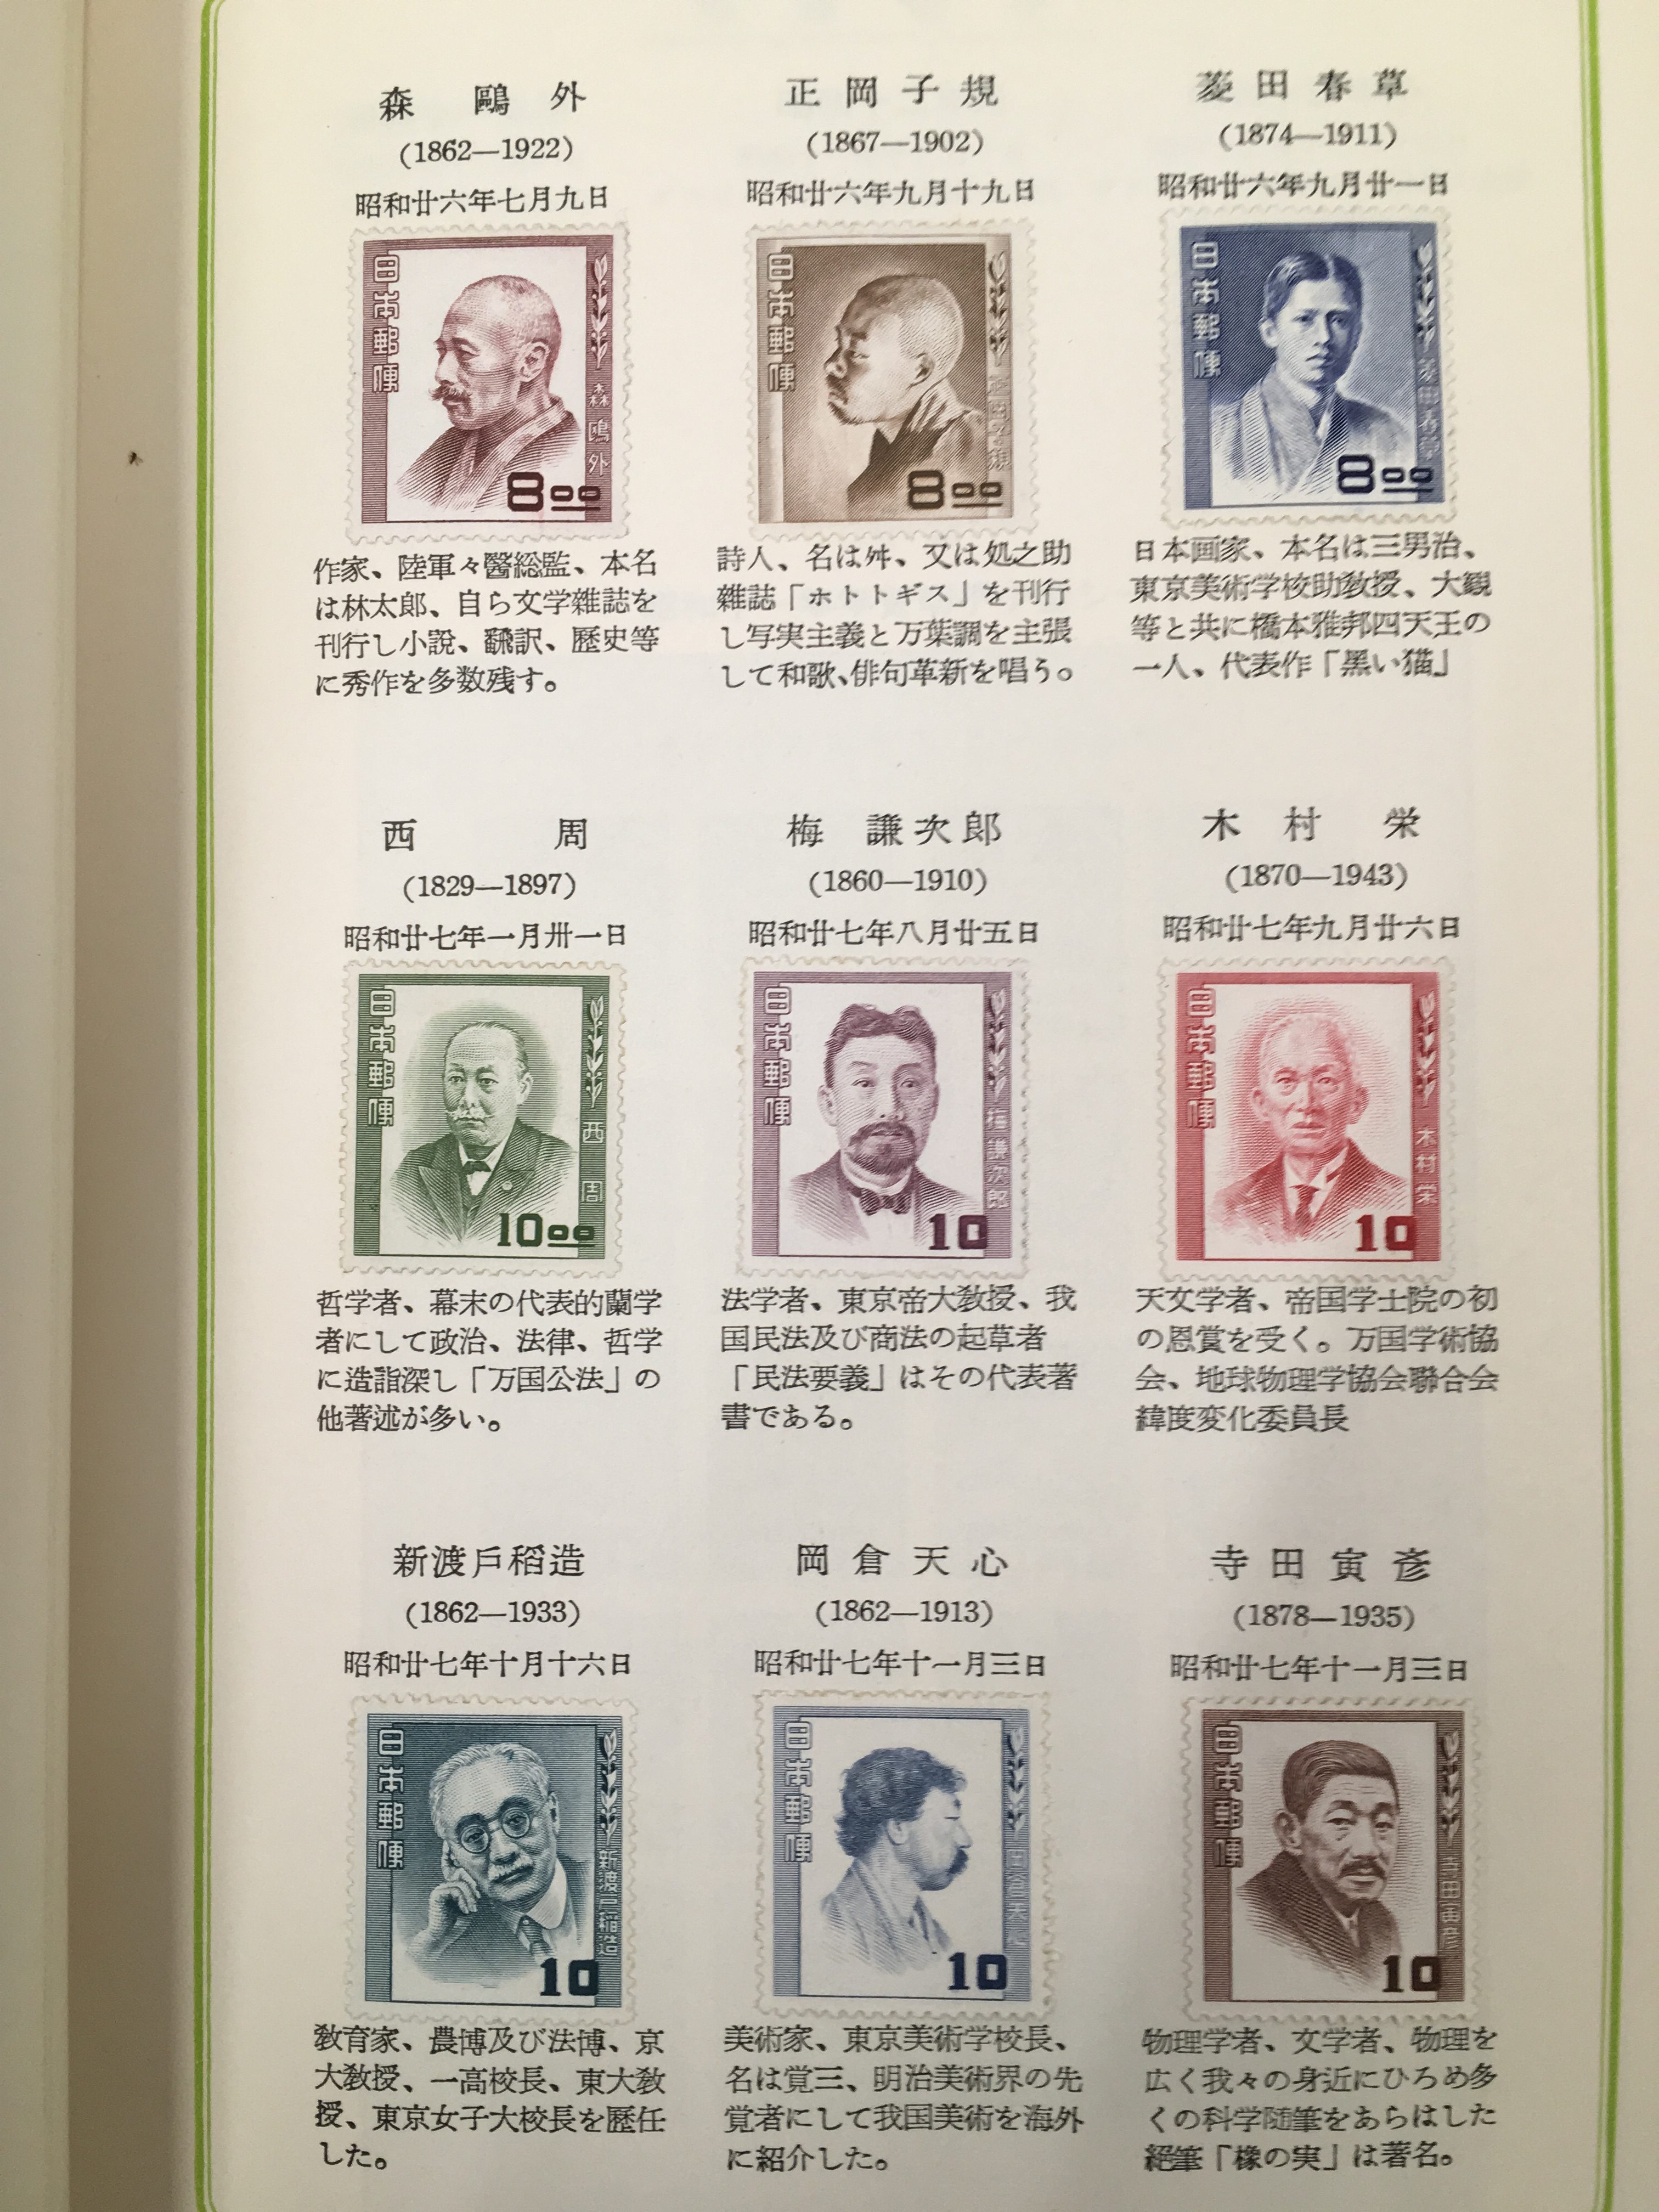 森鷗外
(1862—1922)
昭和廿六年七月九日
日本郵便
森鷗外
8oo
作家、陸軍々醫総監、本名
は林太郎、自ら文学雜誌を
刊行し小説、飜訳、歴史等
に秀作を多数残す。
正岡子規
(1867—1902)
昭和廿六年九月十九日
日本郵便
正岡子規
8oo
詩人、名は舛、又は処之助
雜誌「ホトトギス」を刊行
し写実主義と万葉調を主張
して和歌、俳句革新を唱う。
菱田春草
(1874—1911)
昭和廿六年九月廿一日
日本郵便
菱田春草
8oo
日本画家、本名は三男治、
東京美術学校助教授、大観
等と共に橋本雅邦四天王の
一人、代表作「黒い猫」
西周
(1829—1897)
昭和廿七年一月卅一日
日本郵便
西周
10oo
哲学者、幕末の代表的蘭学
者にして政治、法律、哲学
に造詣深し「万国公法」の
他著述が多い。
梅謙次郎
(1860—1910)
昭和廿七年八月廿五日
日本郵便
梅謙次郎
10
法学者、東京帝大教授、我
国民法及び商法の起草者
「民法要義」はその代表著
書である。
木村栄
(1870—1943)
昭和廿七年九月廿六日
日本郵便
木村栄
10
天文学者、帝国学士院の初
の恩賞を受く。万国学術協
会、地球物理学協会聯合会
緯度変化委員長
新渡戸稻造
(1862—1933)
昭和廿七年十月十六日
日本郵便
新渡戸稻造
10
教育家、農博及び法博、京
大教授、一高校長、東大教
授、東京女子大校長を歴任
した。
岡倉天心
(1862—1913)
昭和廿七年十一月三日
日本郵便
岡倉天心
10
美術家、東京美術学校長、
名は覚三、明治美術界の先
覚者にして我国美術を海外
に紹介した。
寺田寅彦
(1878—1935)
昭和廿七年十一月三日
日本郵便
寺田寅彦
10
物理学者、文学者、物理を
広く我々の身近にひろめ多
くの科学随筆をあらはした
絕筆「橡の実」は著名。